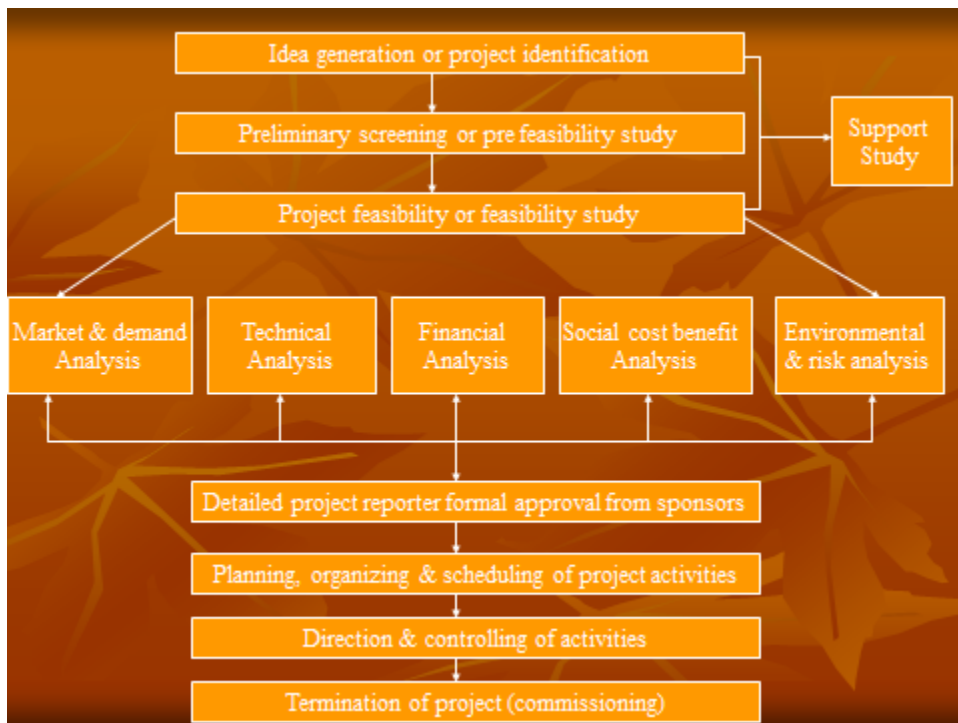 Idea generation or project identification
Preliminary screening or pre feasibility study
Support
Study
Project feasibility or feasibility study
Market & demand
Analysis
Technical
Analysis
Financial
Analysis
Social cost benefit
Analysis
Environmental
& risk analysis
Detailed project reporter formal approval from sponsors
Planning, organizing & scheduling of project activities
Direction & controlling of activities
Termination of project (commissioning)